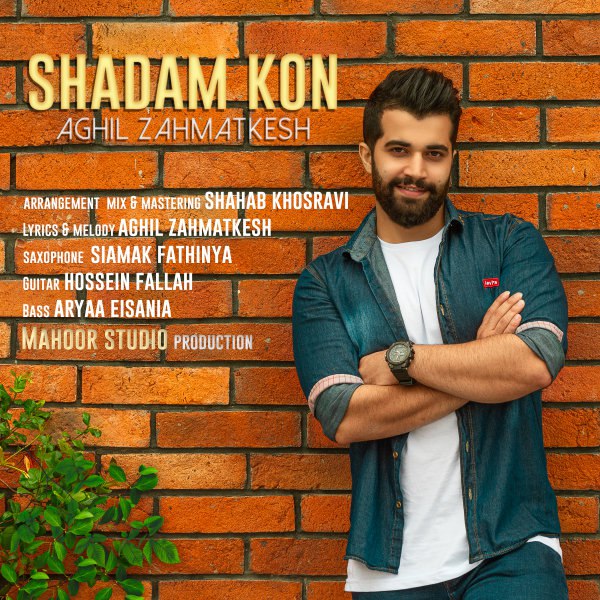 SHADAM KON
AGHIL ZAHMATKESH
ARRANGEMENT MIX & MASTERING SHAHAB KHOSRAVI
LYRICS & MELODY AGHIL ZAHMATKESH
SAXOPHONE SIAMAK FATHINYA
GUITAR HOSSEIN FALLAH
BASS ARYAA EISANIA
MAHOOR STUDIO PRODUCTION